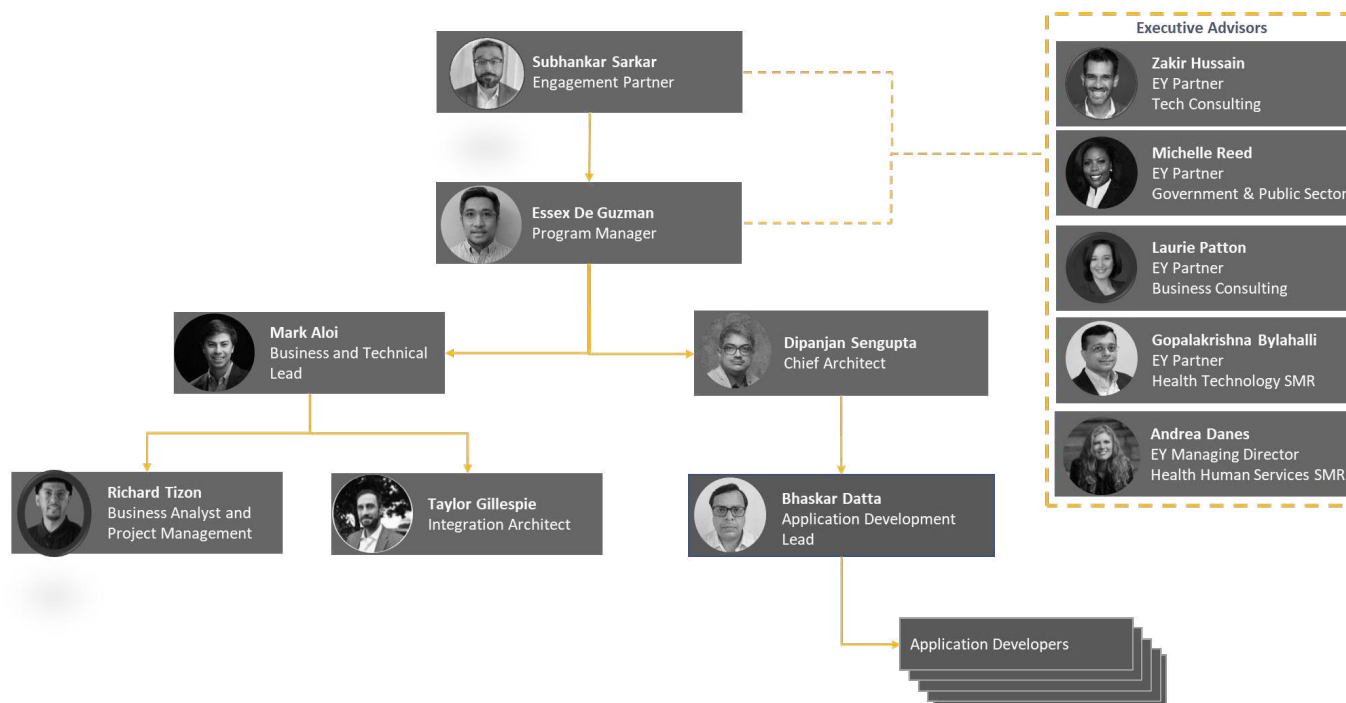 Executive Advisors
Subhankar Sarkar
Engagement Partner
Zakir Hussain
EY Partner
Tech Consulting
Michelle Reed
EY Partner
Government & Public Sector
Essex De Guzman
Program Manager
Laurie Patton
EY Partner
Business Consulting
Mark Aloi
Business and Technical
Lead
Dipanjan Sengupta
Chief Architect
Gopalakrishna Bylahalli
EY Partner
Health Technology SMR
Andrea Danes
EY Managing Director
Health Human Services SMR
Richard Tizon
Business Analyst and
Project Management
Taylor Gillespie
Integration Architect
Bhaskar Datta
Application Development
Lead
Application Developers